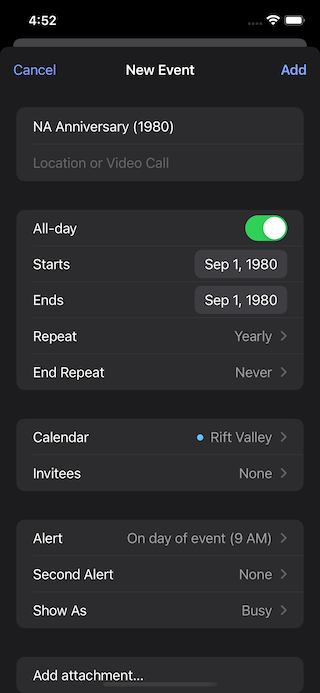 4:52
Cancel New Event Add
NA Anniversary (1980)
Location or Video Call
All-day
Starts Sep 1, 1980
Ends Sep 1, 1980
Repeat Yearly
End Repeat Never
Calendar Rift Valley
Invitees None
Alert On day of event (9 AM)
Second Alert None
Show As Busy
Add attachment...